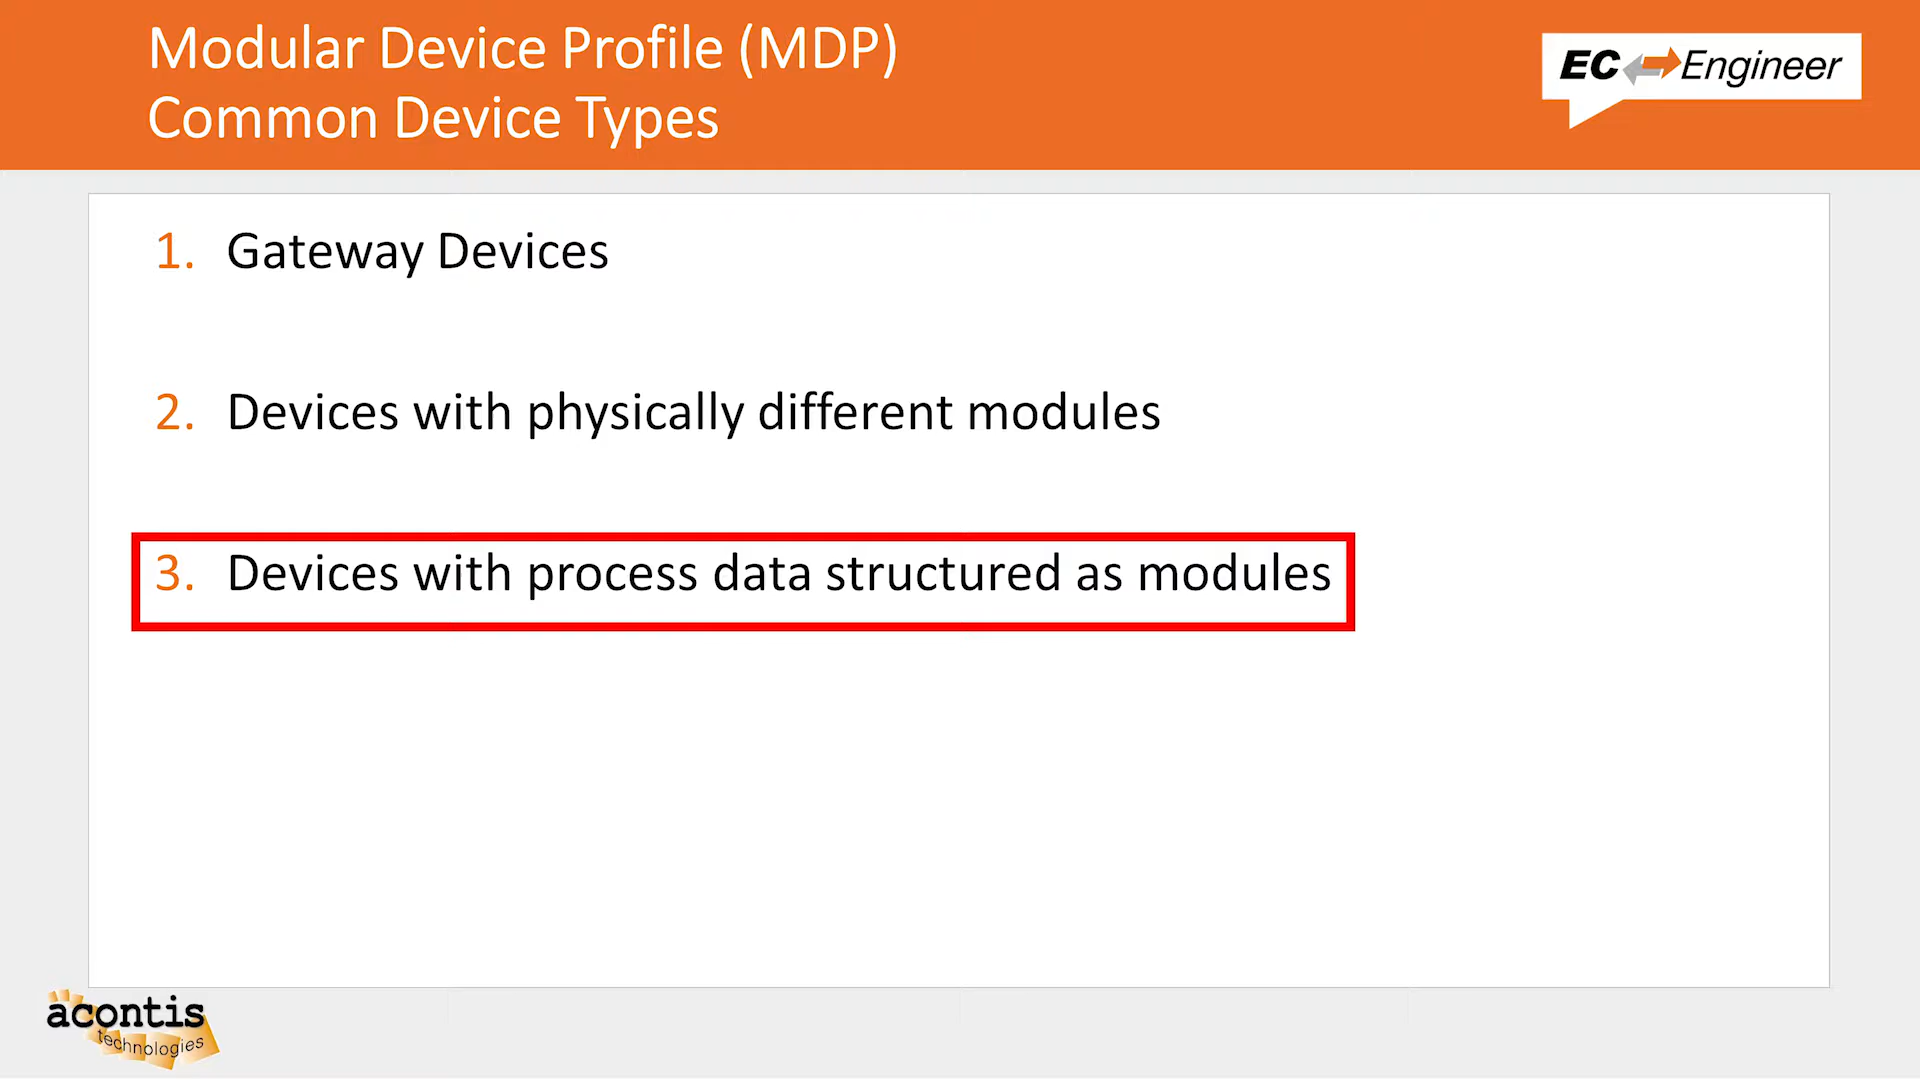 Modular Device Profile (MDP)
Common Device Types
EC Engineer
1. Gateway Devices
2. Devices with physically different modules
3. Devices with process data structured as modules
acontis
technologies